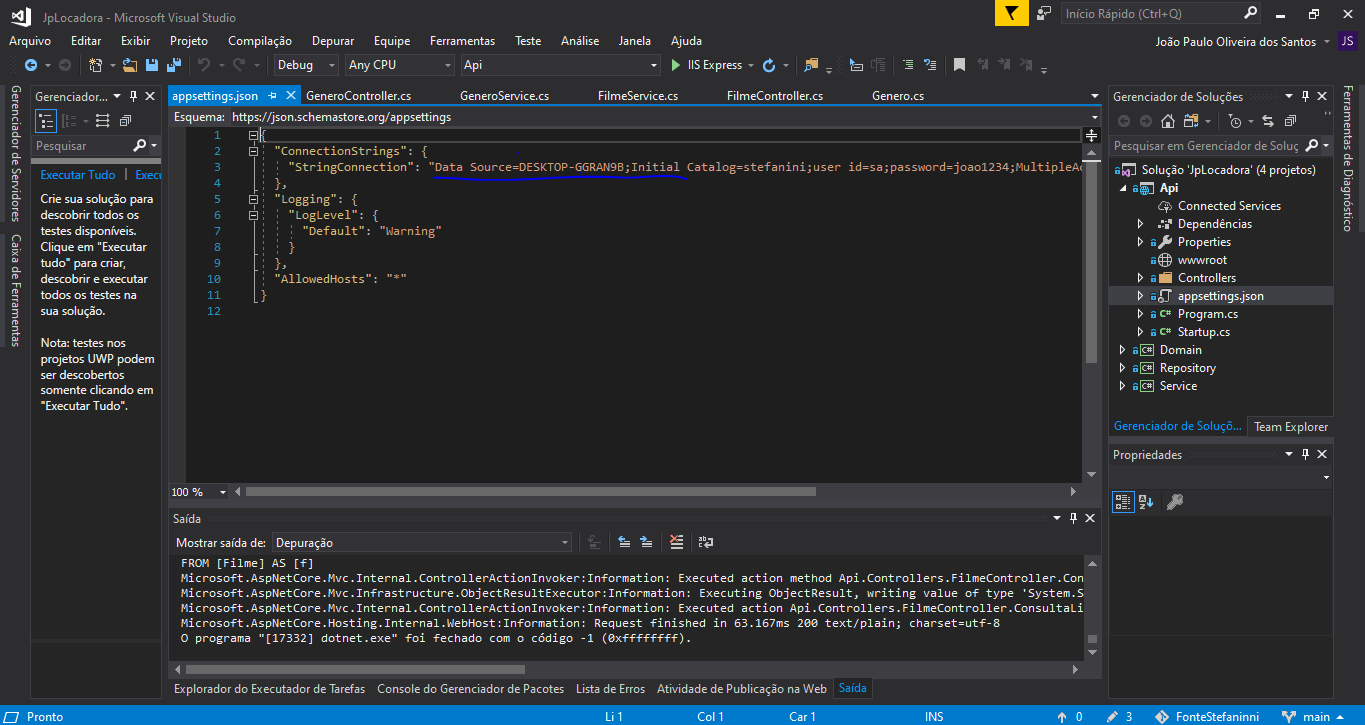 JpLocadora - Microsoft Visual Studio
Início Rápido (Ctrl+Q)
Arquivo Editar Exibir Projeto Compilação Depurar Equipe Ferramentas Teste Análise Janela Ajuda
João Paulo Oliveira dos Santos JS
Debug Any CPU Api IIS Express
Gerenciador de Servidores
Caixa de Ferramentas
Gerenciador...
Pesquisar
Executar Tudo | Execu
Crie sua solução para
descobrir todos os
testes disponíveis.
Clique em "Executar
tudo" para criar,
descobrir e executar
todos os testes na
sua solução.
Nota: testes nos
projetos UWP podem
ser descobertos
somente clicando em
"Executar Tudo".
appsettings.json GeneroController.cs GeneroService.cs FilmeService.cs FilmeController.cs Genero.cs
Esquema: https://json.schemastore.org/appsettings
1 {
2 "ConnectionStrings": {
3 "StringConnection": "Data Source=DESKTOP-GGRAN9B;Initial Catalog=stefanini;user id=sa;password=joao1234;MultipleAc
4 },
5 "Logging": {
6 "LogLevel": {
7 "Default": "Warning"
8 }
9 },
10 "AllowedHosts": "*"
11 }
12
100 %
Saída
Mostrar saída de: Depuração
FROM [Filme] AS [f]
Microsoft.AspNetCore.Mvc.Internal.ControllerActionInvoker:Information: Executed action method Api.Controllers.FilmeController.Con
Microsoft.AspNetCore.Mvc.Infrastructure.ObjectResultExecutor:Information: Executing ObjectResult, writing value of type 'System.S
Microsoft.AspNetCore.Mvc.Internal.ControllerActionInvoker:Information: Executed action Api.Controllers.FilmeController.ConsultaLi
Microsoft.AspNetCore.Hosting.Internal.WebHost:Information: Request finished in 63.167ms 200 text/plain; charset=utf-8
O programa "[17332] dotnet.exe" foi fechado com o código -1 (0xffffffff).
Explorador do Executador de Tarefas Console do Gerenciador de Pacotes Lista de Erros Atividade de Publicação na Web Saída
Gerenciador de Soluções
Pesquisar em Gerenciador de Soluç
Solução 'JpLocadora' (4 projetos)
Api
Connected Services
Dependências
Properties
wwwroot
Controllers
appsettings.json
C# Program.cs
C# Startup.cs
C# Domain
C# Repository
C# Service
Gerenciador de Soluçõ... Team Explorer
Propriedades
Ferramentas de Diagnóstico
Pronto Li 1 Col 1 Car 1 INS 0 3 FonteStefaninni main